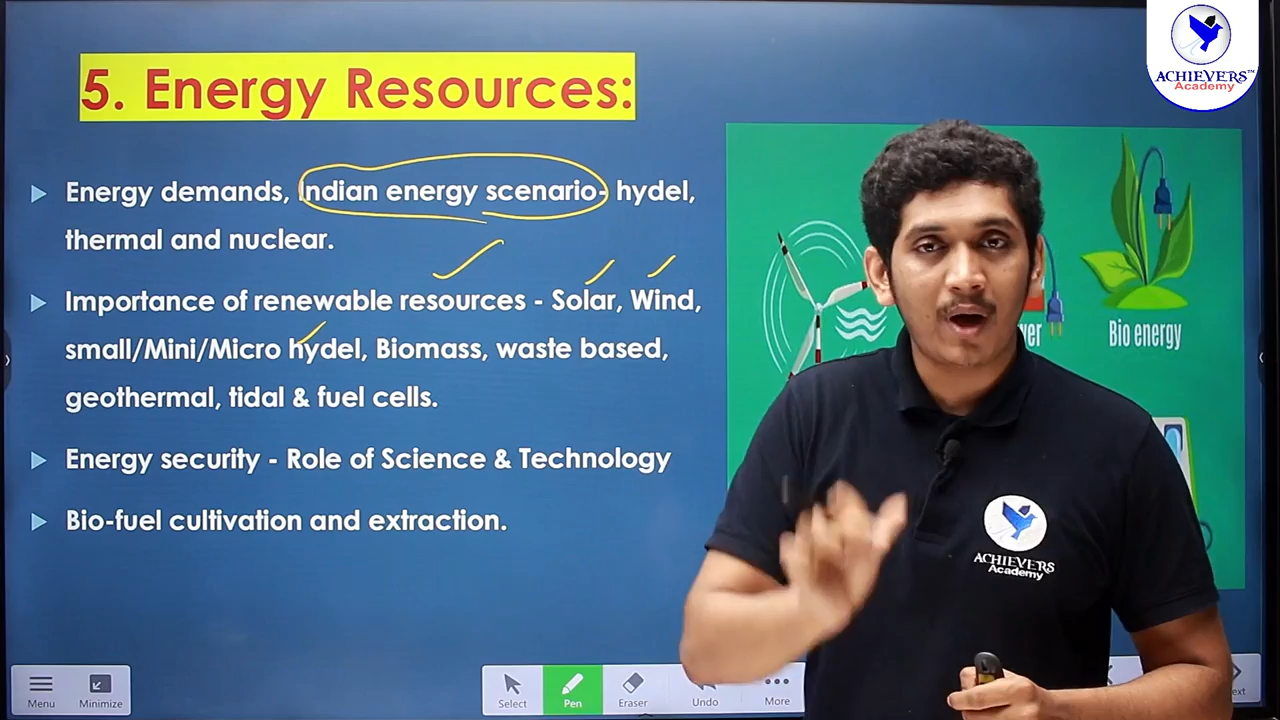 5. Energy Resources:
Energy demands, Indian energy scenario- hydel,
thermal and nuclear.
Importance of renewable resources - Solar, Wind,
small/Mini/Micro hydel, Biomass, waste based,
geothermal, tidal & fuel cells.
Energy security - Role of Science & Technology
Bio-fuel cultivation and extraction.
Bio energy
ACHIEVERS™
Academy
ACHIEVERS
Academy
Menu
Minimize
Select
Pen
Eraser
Undo
More